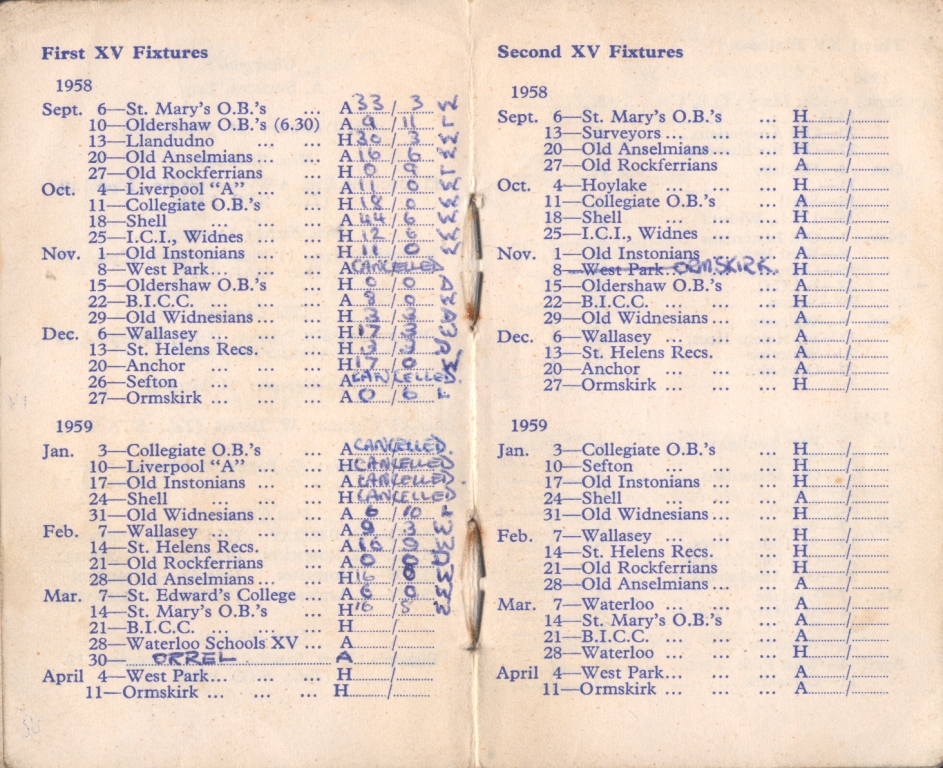 First XV Fixtures
1958
Sept. 6—St. Mary's O.B.'s ... A 33 / 3 W
10—Oldershaw O.B.'s (6.30) A 9 / 11 L
13—Llandudno ... ... H 30 / 3 W
20—Old Anselmians ... ... A 16 / 6 W
27—Old Rockferrians ... H 0 / 9 L
Oct. 4—Liverpool "A" ... ... A 11 / 0 W
11—Collegiate O.B.'s ... H 18 / 0 W
18—Shell ... ... A 44 / 6 W
25—I.C.I., Widnes ... H 12 / 6 W
Nov. 1—Old Instonians ... H 11 / 0 W
8—West Park... ... A CANCELLED
15—Oldershaw O.B.'s ... H 0 / 0 D
22—B.I.C.C. ... ... A / W
29—Old Widnesians ... ... H 3 / 3 D
Dec. 6—Wallasey ... ... H 17 / 3 W
13—St. Helens Recs. ... H 3 / 3 D
20—Anchor ... ... H 17 / 0 W
26—Sefton ... ... A CANCELLED
27—Ormskirk ... ... A 0 / 6 L
1959
Jan. 3—Collegiate O.B.'s ... A CANCELLED
10—Liverpool "A" ... ... H CANCELLED
17—Old Instonians ... ... A CANCELLED
24—Shell ... ... H CANCELLED
31—Old Widnesians ... ... A 6 / 10 L
Feb. 7—Wallasey ... ... A 9 / 3 W
14—St. Helens Recs. ... A 16 / 0 W
21—Old Rockferrians ... A 0 / 0 D
28—Old Anselmians ... ... H 16 / 0 W
Mar. 7—St. Edward's College ... A 6 / 0 W
14—St. Mary's O.B.'s ... H 16 / 5 W
21—B.I.C.C. ... ... H /
28—Waterloo Schools XV ... A /
30— ORREL A /
April 4—West Park... ... H /
11—Ormskirk ... ... ... H /
Second XV Fixtures
1958
Sept. 6—St. Mary's O.B.'s ... H /
13—Surveyors ... ... ... H /
20—Old Anselmians ... ... H /
27—Old Rockferrians ... A /
Oct. 4—Hoylake ... ... ... H /
11—Collegiate O.B.'s ... A /
18—Shell ... ... ... H /
25—I.C.I., Widnes ... ... A /
Nov. 1—Old Instonians ... A /
8—West Park ORMSKIRK. H /
15—Oldershaw O.B.'s ... A /
22—B.I.C.C. ... ... ... H /
29—Old Widnesians ... ... A /
Dec. 6—Wallasey ... ... ... A /
13—St. Helens Recs. ... A /
20—Anchor ... ... ... A /
27—Ormskirk ... ... ... H /
1959
Jan. 3—Collegiate O.B.'s ... H /
10—Sefton ... ... ... H /
17—Old Instonians ... ... H /
24—Shell ... ... ... A /
31—Old Widnesians ... ... H /
Feb. 7—Wallasey ... ... ... H /
14—St. Helens Recs. ... H /
21—Old Rockferrians ... H /
28—Old Anselmians ... ... A /
Mar. 7—Waterloo ... ... ... A /
14—St. Mary's O.B.'s ... A /
21—B.I.C.C. ... ... ... A /
28—Waterloo ... ... ... H /
April 4—West Park... ... ... A /
11—Ormskirk ... ... ... A /